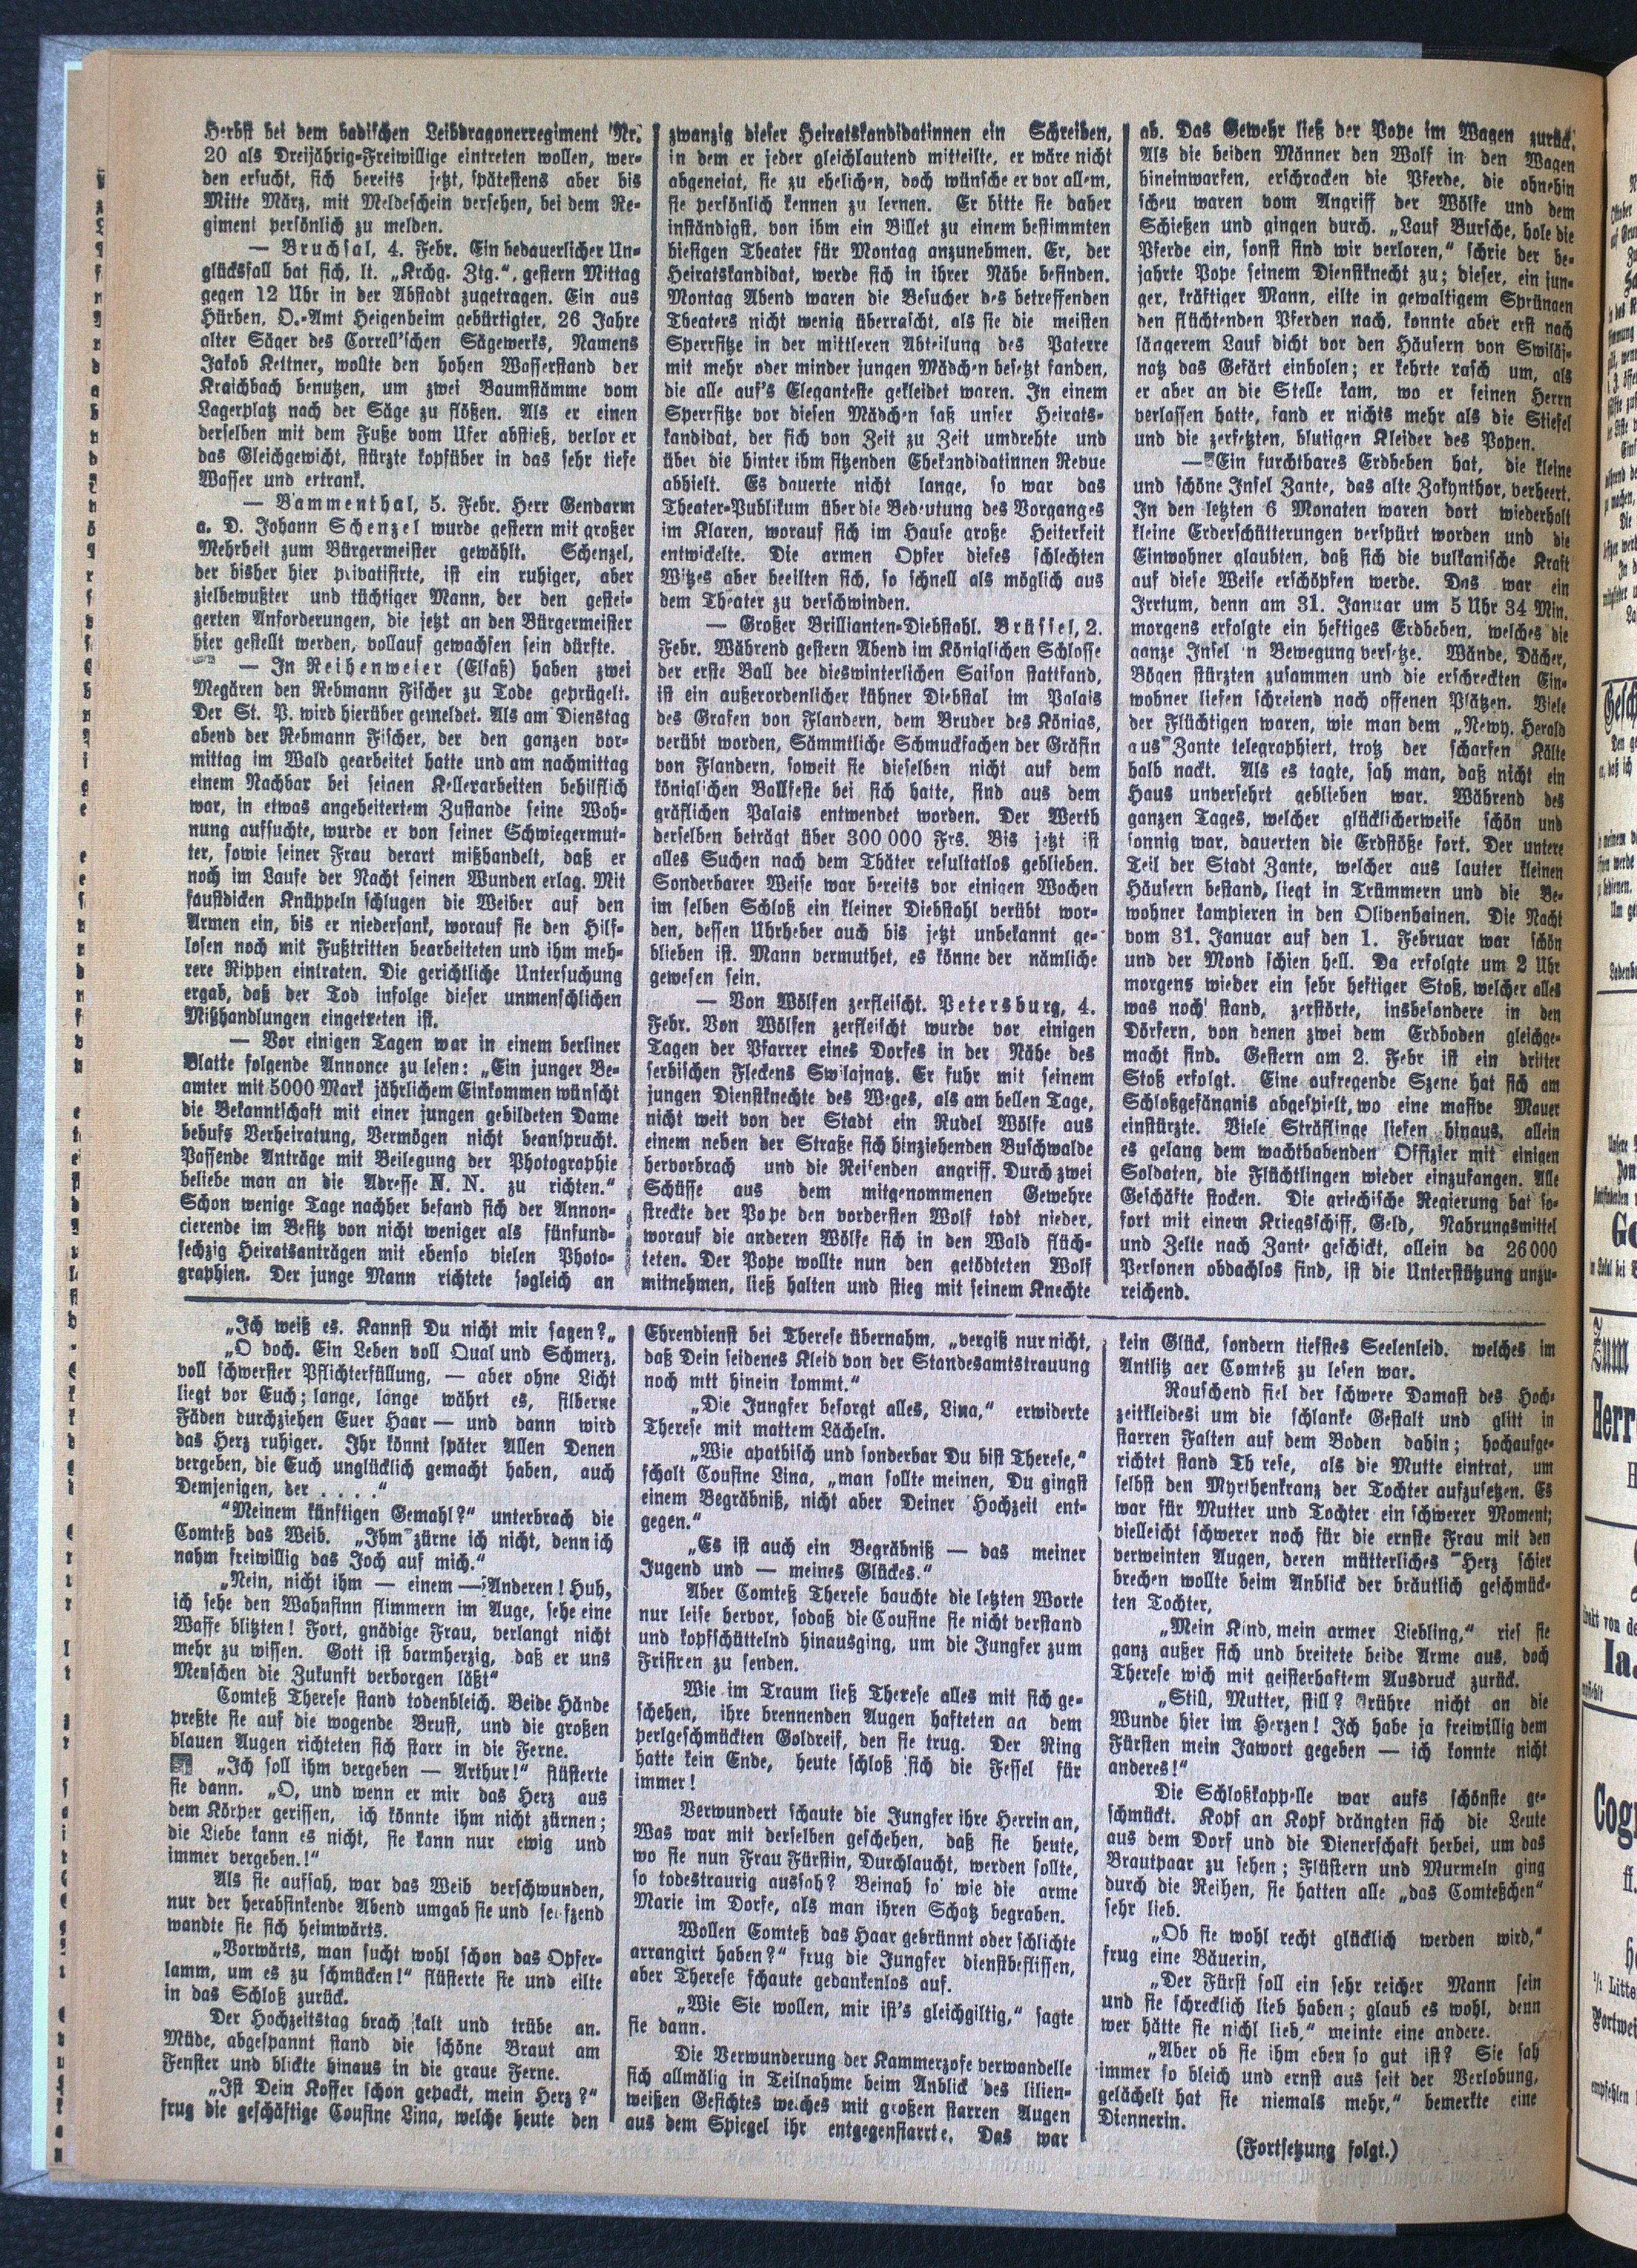 Herbst bei dem badischen Leibdragonerregiment Nr.
20 als Dreijährig-Freiwillige eintreten wollen, wer-
den ersucht, sich bereits jetzt, spätestens aber bis
Mitte März, mit Meldeschein versehen, bei dem Re-
giment persönlich zu melden.
— Bruchsal, 4. Febr. Ein bedauerlicher Un-
glücksfall hat sich, lt. „Krchg. Ztg.“, gestern Mittag
gegen 12 Uhr in der Abstadt zugetragen. Ein aus
Hürben, O.-Amt Heigenheim gebürtigter, 26 Jahre
alter Säger des Correll'schen Sägewerks, Namens
Jakob Kettner, wollte den hohen Wasserstand der
Kraichbach benutzen, um zwei Baumstämme vom
Lagerplatz nach der Säge zu flößen. Als er einen
derselben mit dem Fuße vom Ufer abstieß, verlor er
das Gleichgewicht, stürzte kopfüber in das sehr tiefe
Wasser und ertrank.
— Bammenthal, 5. Febr. Herr Gendarm
a. D. Johann Schenzel wurde gestern mit großer
Mehrheit zum Bürgermeister gewählt. Schenzel,
der bisher hier privatisirte, ist ein ruhiger, aber
zielbewußter und tüchtiger Mann, der den gestei-
gerten Anforderungen, die jetzt an den Bürgermeister
hier gestellt werden, vollauf gewachsen sein dürfte.
— In Reihenweier (Elsaß) haben zwei
Megären den Rebmann Fischer zu Tode geprügelt.
Der St. P. wird hierüber gemeldet. Als am Dienstag
abend der Rebmann Fischer, der den ganzen vor-
mittag im Wald gearbeitet hatte und am nachmittag
einem Nachbar bei seinen Kellerarbeiten behilflich
war, in etwas angeheitertem Zustande seine Woh-
nung aufsuchte, wurde er von seiner Schwiegermut-
ter, sowie seiner Frau derart mißhandelt, daß er
noch im Laufe der Nacht seinen Wunden erlag. Mit
faustdicken Knüppeln schlugen die Weiber auf den
Armen ein, bis er niedersank, worauf sie den Hilf-
losen noch mit Fußtritten bearbeiteten und ihm meh-
rere Rippen eintraten. Die gerichtliche Untersuchung
ergab, daß der Tod infolge dieser unmenschlichen
Mißhandlungen eingetreten ist.
— Vor einigen Tagen war in einem berliner
Blatte folgende Annonce zu lesen: „Ein junger Be-
amter mit 5000 Mark jährlichem Einkommen wünscht
die Bekanntschaft mit einer jungen gebildeten Dame
behufs Verheiratung, Vermögen nicht beansprucht.
Passende Anträge mit Beilegung der Photographie
beliebe man an die Adresse N. N. zu richten.“
Schon wenige Tage nachher befand sich der Annon-
cierende im Besitz von nicht weniger als fünfund-
sechzig Heiratsanträgen mit ebenso vielen Photo-
graphien. Der junge Mann richtete sogleich an
zwanzig dieser Heiratskandidatinnen ein Schreiben,
in dem er jeder gleichlautend mitteilte, er wäre nicht
abgeneiat, sie zu ehelichen, doch wünsche er vor allem,
sie persönlich kennen zu lernen. Er bitte sie daher
inständigst, von ihm ein Billet zu einem bestimmten
hiesigen Theater für Montag anzunehmen. Er, der
Heiratskandidat, werde sich in ihrer Nähe befinden.
Montag Abend waren die Besucher des betreffenden
Theaters nicht wenig überrascht, als sie die meisten
Sperrsitze in der mittleren Abteilung des Paterre
mit mehr oder minder jungen Mädchen besetzt fanden,
die alle auf's Eleganteste gekleidet waren. In einem
Sperrsitze vor diesen Mädchen saß unser Heirats-
kandidat, der sich von Zeit zu Zeit umdrehte und
über die hinter ihm sitzenden Ehekandidatinnen Revue
abhielt. Es dauerte nicht lange, so war das
Theater-Publikum über die Bedeutung des Vorganges
im Klaren, worauf sich im Hause große Heiterkeit
entwickelte. Die armen Opfer dieses schlechten
Witzes aber beeilten sich, so schnell als möglich aus
dem Theater zu verschwinden.
— Großer Brillianten-Diebstahl. Brüssel, 2.
Febr. Während gestern Abend im Königlichen Schlosse
der erste Ball dee dieswinterlichen Saison stattfand,
ist ein außerordenlicher kühner Diebstal im Palais
des Grafen von Flandern, dem Bruder des Königs,
verübt worden, Sämmtliche Schmucksachen der Gräfin
von Flandern, soweit sie dieselben nicht auf dem
königlichen Ballfeste bei sich hatte, sind aus dem
gräflichen Palais entwendet worden. Der Werth
derselben beträgt über 300 000 Frs. Bis jetzt ist
alles Suchen nach dem Thäter resultatlos geblieben.
Sonderbarer Weise war bereits vor einigen Wochen
im selben Schloß ein kleiner Diebstahl verübt wor-
den, dessen Uhrheber auch bis jetzt unbekannt ge-
blieben ist. Mann vermuthet, es könne der nämliche
gewesen sein.
— Von Wölfen zerfleischt. Petersburg, 4.
Febr. Von Wölfen zerfleischt wurde vor einigen
Tagen der Pfarrer eines Dorfes in der Nähe des
serbischen Fleckens Swilajnatz. Er fuhr mit seinem
jungen Dienstknechte des Weges, als am hellen Tage,
nicht weit von der Stadt ein Rudel Wölfe aus
einem neben der Straße sich hinziehenden Buschwalde
hervorbrach und die Reisenden angriff. Durch zwei
Schüsse aus dem mitgenommenen Gewehre
streckte der Pope den vordersten Wolf todt nieder,
worauf die anderen Wölfe sich in den Wald flüch-
teten. Der Pope wollte nun den getödteten Wolf
mitnehmen, ließ halten und stieg mit seinem Knechte
ab. Das Gewehr ließ der Pope im Wagen zurück.
Als die beiden Männer den Wolf in den Wagen
hineinwarfen, erschracken die Pferde, die ohnehin
scheu waren vom Angriff der Wölfe und dem
Schießen und gingen durch. „Lauf Bursche, hole die
Pferde ein, sonst sind wir verloren,“ schrie der be-
jahrte Pope seinem Dienstknecht zu; dieser, ein jun-
ger, kräftiger Mann, eilte in gewaltigem Sprüngen
den flüchtenden Pferden nach, konnte aber erst nach
längerem Lauf dicht vor den Häusern von Swiláj-
natz das Gefärt einholen; er kehrte rasch um, als
er aber an die Stelle kam, wo er seinen Herrn
verlassen hatte, fand er nichts mehr als die Stiefel
und die zerfetzten, blutigen Kleider des Popen.
— Ein furchtbares Erdbeben hat, die kleine
und schöne Insel Zante, das alte Zakynthor, verheert.
In den letzten 6 Monaten waren dort wiederholt
kleine Erderschütterungen verspürt worden und die
Einwohner glaubten, daß sich die vulkanische Kraft
auf diese Weise erschöpfen werde. Das war ein
Irrtum, denn am 31. Januar um 5 Uhr 34 Min.
morgens erfolgte ein heftiges Erdbeben, welches die
ganze Insel n Bewegung versetze. Wände, Dächer,
Bögen stürzten zusammen und die erschreckten Ein-
wohner liefen schreiend nach offenen Plätzen. Viele
der Flüchtigen waren, wie man dem „Newy. Herald
aus Zante telegraphiert, trotz der scharfen Kälte
halb nackt. Als es tagte, sah man, daß nicht ein
Haus unversehrt geblieben war. Während des
ganzen Tages, welcher glücklicherweise schön und
sonnig war, dauerten die Erdstöße fort. Der untere
Teil der Stadt Zante, welcher aus lauter kleinen
Häusern bestand, liegt in Trümmern und die Be-
wohner kampieren in den Olivenhainen. Die Nacht
vom 31. Januar auf den 1. Februar war schön
und der Mond schien hell. Da erfolgte um 2 Uhr
morgens wieder ein sehr heftiger Stoß, welcher alles
was noch stand, zerstörte, insbesondere in den
Dörfern, von denen zwei dem Erdboden gleichge-
macht sind. Gestern am 2. Febr ist ein dritter
Stoß erfolgt. Eine aufregende Szene hat sich am
Schloßgefängnis abgespielt, wo eine masive Mauer
einstürzte. Viele Sträflinge liefen hinaus, allein
es gelang dem wachthabenden Offizier mit einigen
Soldaten, die Flüchtlingen wieder einzufangen. Alle
Geschäfte stocken. Die griechische Regierung hat so-
fort mit einem Kriegsschiff, Geld, Nahrungsmittel
und Zelte nach Zante geschickt, allein da 26 000
Personen obdachlos sind, ist die Unterstützung unzu-
reichend.
„Ich weiß es. Kannst Du nicht mir sagen?„
„O doch. Ein Leben voll Qual und Schmerz,
voll schwerster Pflichterfüllung, — aber ohne Licht
liegt vor Euch; lange, lange währt es, silberne
Fäden durchziehen Euer Haar — und dann wird
das Herz ruhiger. Ihr könnt später Allen Denen
vergeben, die Euch unglücklich gemacht haben, auch
Demjenigen, der . . . .“
“Meinem künftigen Gemahl?“ unterbrach die
Comteß das Weib. „Ihm zürne ich nicht, denn ich
nahm freiwillig das Joch auf mich.“
„Nein, nicht ihm — einem — Anderen! Huh,
ich sehe den Wahnsinn flimmern im Auge, sehe eine
Waffe blitzten! Fort, gnädige Frau, verlangt nicht
mehr zu wissen. Gott ist barmherzig, daß er uns
Menschen die Zukunft verborgen läßt“
Comteß Therese stand todenbleich. Beide Hände
preßte sie auf die wogende Brust, und die großen
blauen Augen richteten sich starr in die Ferne.
„Ich soll ihm vergeben — Arthur!“ flüsterte
sie dann. „O, und wenn er mir das Herz aus
dem Körper gerissen, ich könnte ihm nicht zürnen;
die Liebe kann es nicht, sie kann nur ewig und
immer vergeben.!“
Als sie aufsah, war das Weib verschwunden,
nur der herabsinkende Abend umgab sie und seufzend
wandte sie sich heimwärts.
„Vorwärts, man sucht wohl schon das Opfer-
lamm, um es zu schmücken!“ flüsterte sie und eilte
in das Schloß zurück.
Der Hochzeitstag brach kalt und trübe an.
Müde, abgespannt stand die schöne Braut am
Fenster und blickte hinaus in die graue Ferne.
„Ist Dein Koffer schon gepackt, mein Herz?“
frug die geschäftige Cousine Lina, welche heute den
Ehrendienst bei Therese übernahm, „vergiß nur nicht,
daß Dein seidenes Kleid von der Standesamtstrauung
noch mtt hinein kommt.“
„Die Jungfer besorgt alles, Lina,“ erwiderte
Therese mit mattem Lächeln.
„Wie apathisch und sonderbar Du bist Therese,“
schalt Cousine Lina, „man sollte meinen, Du gingst
einem Begräbniß, nicht aber Deiner Hochzeit ent-
gegen.“
„Es ist auch ein Begräbniß — das meiner
Jugend und — meines Glückes.“
Aber Comteß Therese hauchte die letzten Worte
nur leise hervor, sodaß die Cousine sie nicht verstand
und kopfschüttelnd hinausging, um die Jungfer zum
Frisiren zu senden.
Wie im Traum ließ Therese alles mit sich ge-
schehen, ihre brennenden Augen hafteten an dem
perlgeschmückten Goldreif, den sie trug. Der Ring
hatte kein Ende, heute schloß sich die Fessel für
immer!
Verwundert schaute die Jungfer ihre Herrin an,
Was war mit derselben geschehen, daß sie heute,
wo sie nun Frau Fürstin, Durchlaucht, werden sollte,
so todestraurig aussah? Beinah so wie die arme
Marie im Dorfe, als man ihren Schatz begraben.
Wollen Comteß das Haar gebrünnt oder schlichte
arrangirt haben?“ frug die Jungfer dienstbeflissen,
aber Therese schaute gedankenlos auf.
„Wie Sie wollen, mir ist's gleichgiltig,“ sagte
sie dann.
Die Verwunderung der Kammerzofe verwandelle
sich allmälig in Teilnahme beim Anblick des lilien-
weißen Gesichtes welches mit großen starren Augen
aus dem Spiegel ihr entgegenstarrte. Das war
kein Glück, sondern tiefstes Seelenleid. welches im
Antlitz aer Comteß zu lesen war.
Rauschend fiel der schwere Damast des Hoch-
zeitkleidesi um die schlanke Gestalt und glitt in
starren Falten auf dem Boden dahin; hochaufge-
richtet stand Th rese, als die Mutte eintrat, um
selbst den Myrthenkranz der Tochter aufzusetzen. Es
war für Mutter und Tochter ein schwerer Moment;
vielleicht schwerer noch für die ernste Frau mit den
verweinten Augen, deren mütterliches Herz schier
brechen wollte beim Anblick der bräutlich geschmück-
ten Tochter,
„Mein Kind, mein armer Liebling,“ rief sie
ganz außer sich und breitete beide Arme aus, doch
Therese wich mit geisterhaftem Ausdruck zurück.
„Still, Mutter, still? rühre nicht an die
Wunde hier im Herzen! Ich habe ja freiwillig dem
Fürsten mein Jawort gegeben — ich konnte nicht
anderes!“
Die Schloßkappelle war aufs schönste ge-
schmückt. Kopf an Kopf drängten sich die Leute
aus dem Dorf und die Dienerschaft herbei, um das
Brautpaar zu sehen; Flüstern und Murmeln ging
durch die Reihen, sie hatten alle „das Comteßchen“
sehr lieb.
„Ob sie wohl recht glücklich werden wird,“
frug eine Bäuerin,
„Der Fürst soll ein sehr reicher Mann sein
und sie schrecklich lieb haben; glaub es wohl, denn
wer hätte sie nichl lieb,“ meinte eine andere.
„Aber ob sie ihm eben so gut ist? Sie sah
immer so bleich und ernst aus seit der Verlobung,
gelächelt hat sie niemals mehr,“ bemerkte eine
Diennerin.
(Fortsetzung folgt.)